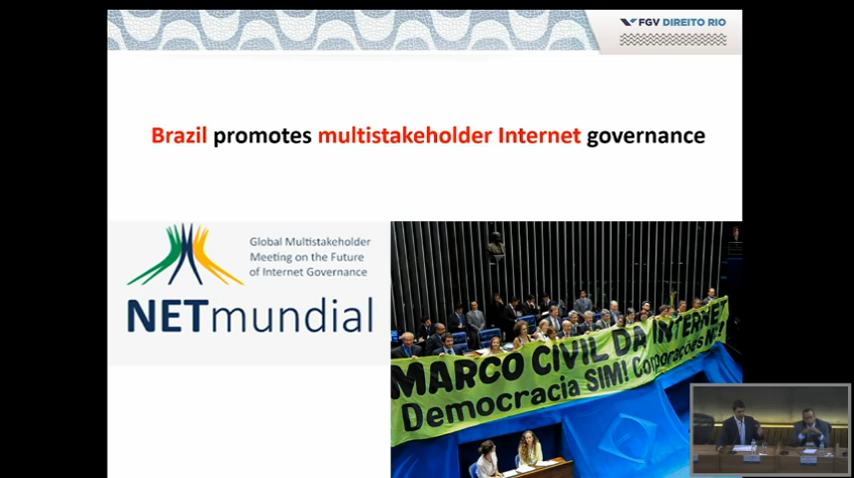 FGV DIREITO RIO
Brazil promotes multistakeholder Internet governance
Global Multistakeholder
Meeting on the Future
of Internet Governance
NETmundial
MARCO CIVIL DA INTERNET
Democracia SIM! Corporações